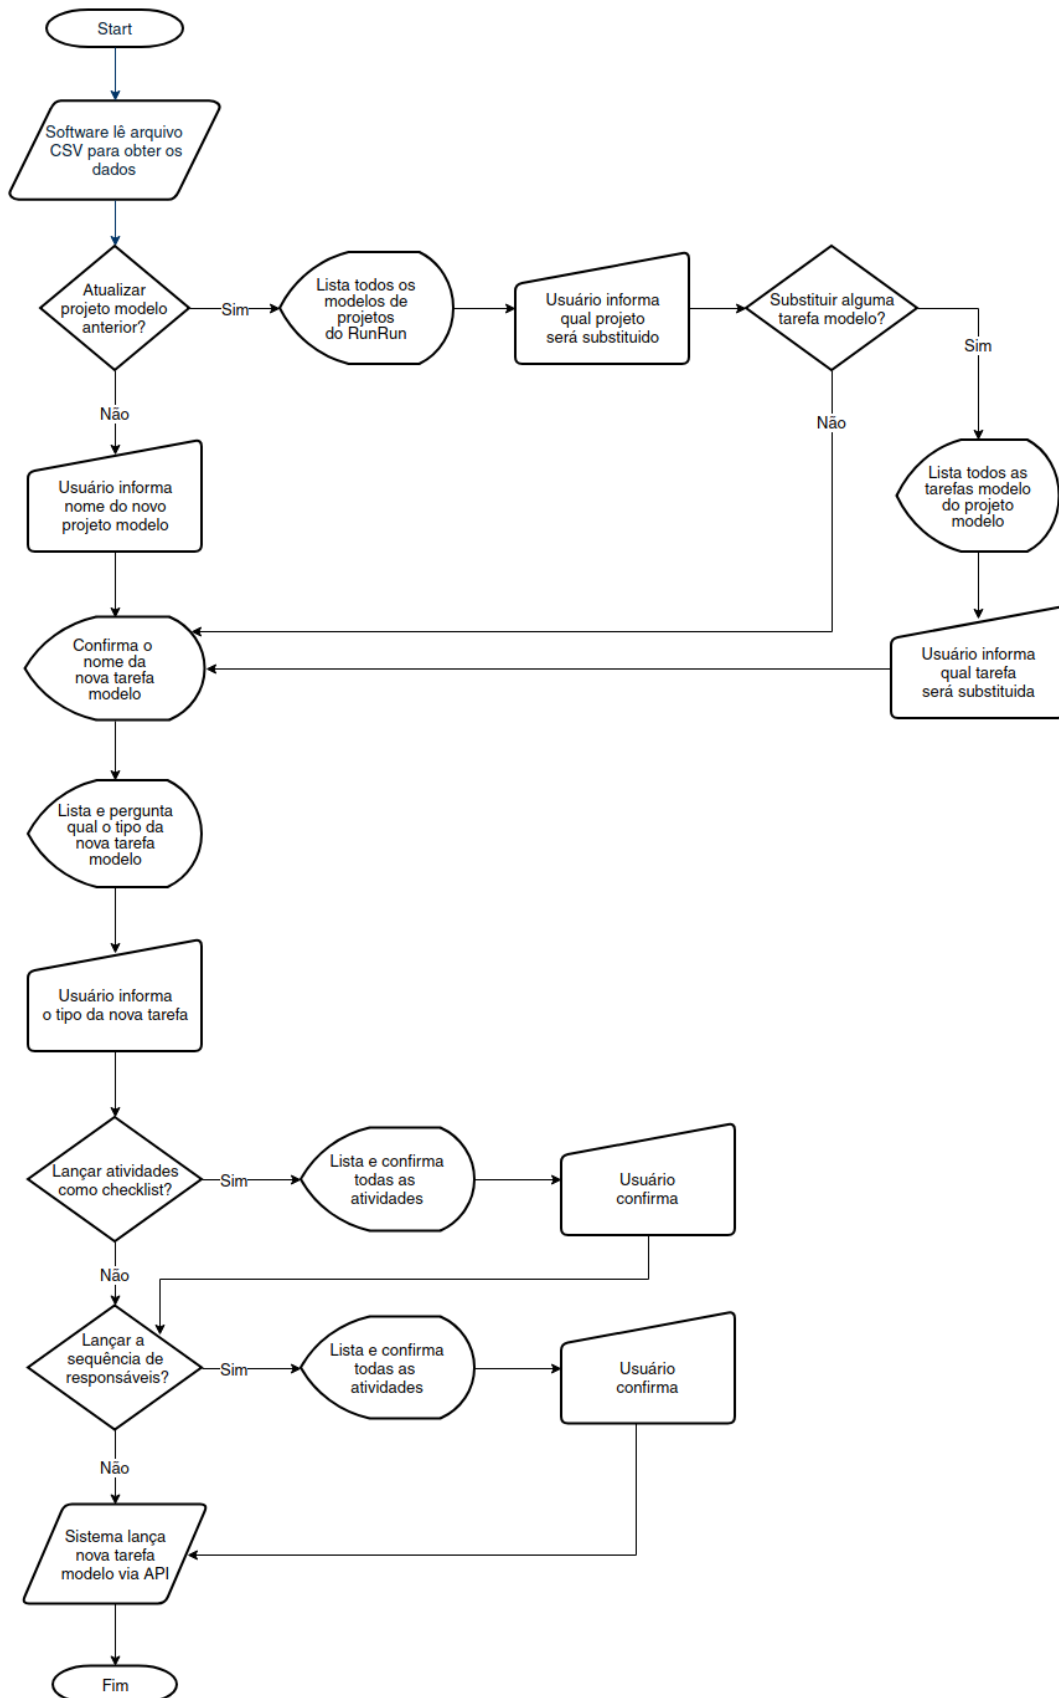 Start
Software lê arquivo
CSV para obter os
dados
Atualizar
projeto modelo
anterior?
Sim
Lista todos os
modelos de
projetos
do RunRun
Usuário informa
qual projeto
será substituido
Substituir alguma
tarefa modelo?
Sim
Não
Não
Lista todos as
tarefas modelo
do projeto
modelo
Usuário informa
nome do novo
projeto modelo
Confirma o
nome da
nova tarefa
modelo
Usuário informa
qual tarefa
será substituida
Lista e pergunta
qual o tipo da
nova tarefa
modelo
Usuário informa
o tipo da nova tarefa
Lançar atividades
como checklist?
Sim
Lista e confirma
todas as
atividades
Usuário
confirma
Não
Lançar a
sequência de
responsáveis?
Sim
Lista e confirma
todas as
atividades
Usuário
confirma
Não
Sistema lança
nova tarefa
modelo via API
Fim